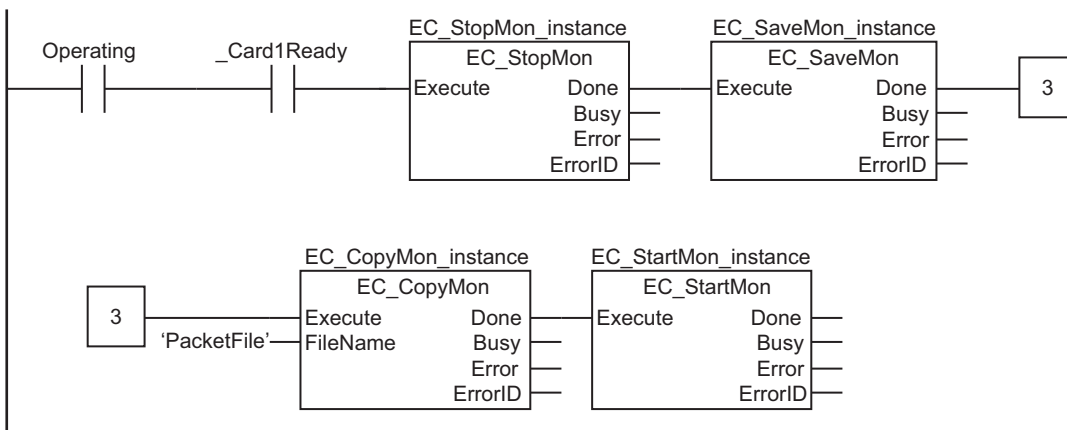 EC_StopMon_instance EC_SaveMon_instance
Operating _Card1Ready EC_StopMon EC_SaveMon
Execute Done Execute Done 3
Busy Busy
Error Error
ErrorID ErrorID
EC_CopyMon_instance EC_StartMon_instance
EC_CopyMon EC_StartMon
3 Execute Done Execute Done
‘PacketFile’ FileName Busy Busy
Error Error
ErrorID ErrorID